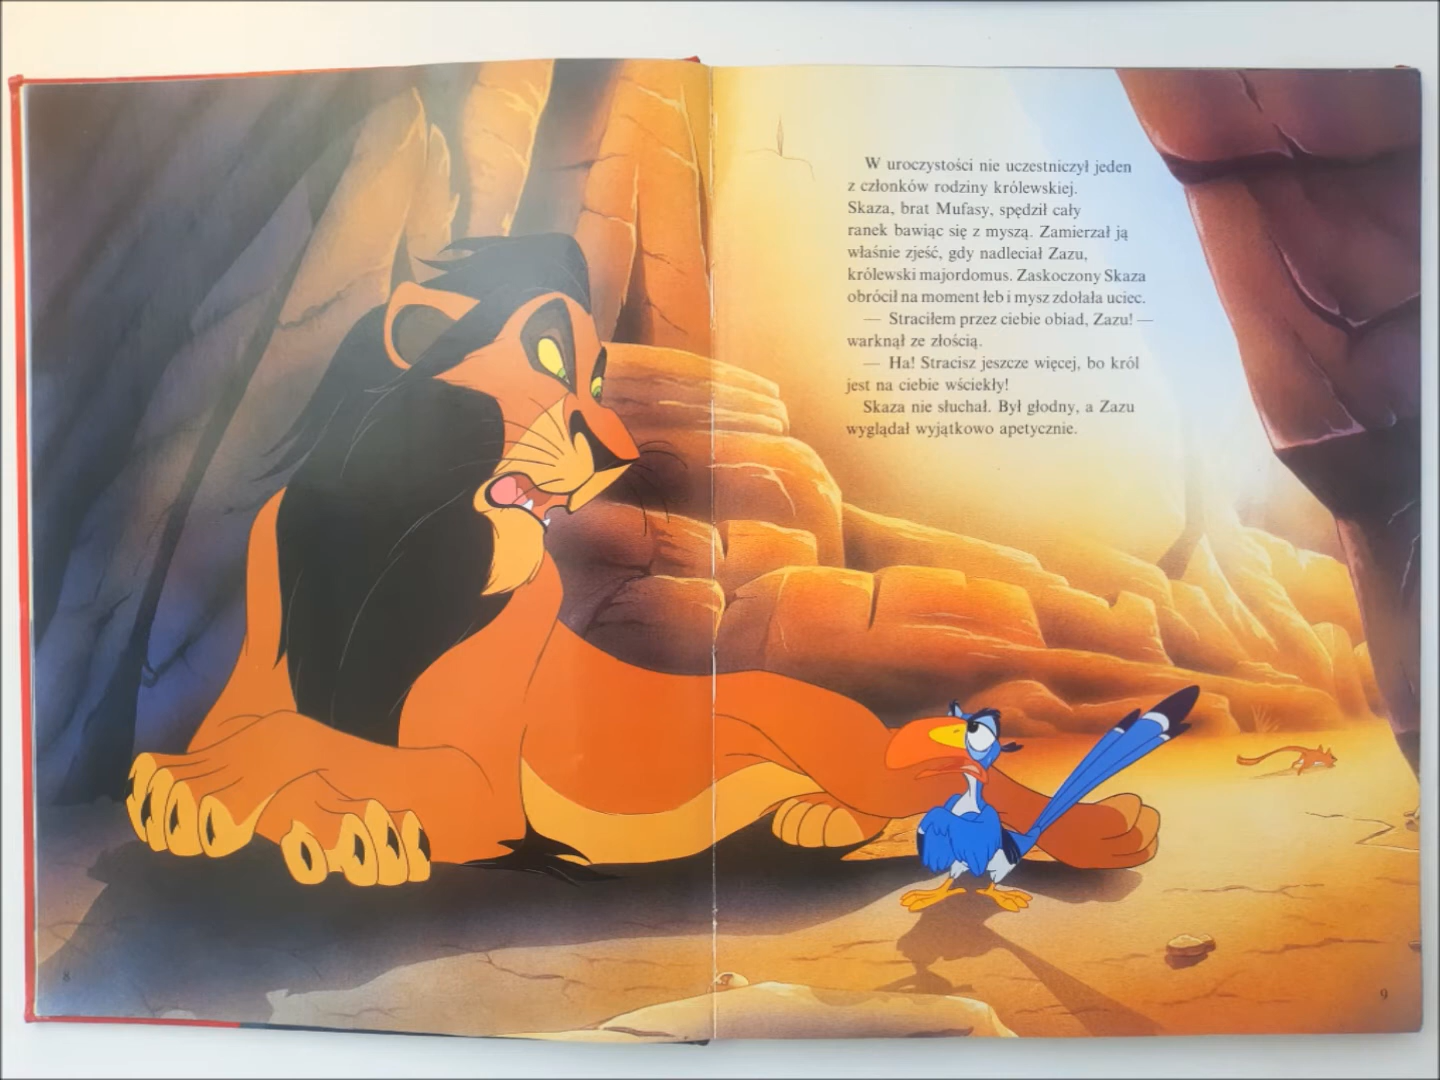 W uroczystości nie uczestniczył jeden
z członków rodziny królewskiej.
Skaza, brat Mufasy, spędził cały
ranek bawiąc się z myszą. Zamierzał ją
właśnie zjeść, gdy nadleciał Zazu,
królewski majordomus. Zaskoczony Skaza
obrócił na moment łeb i mysz zdołała uciec.
— Straciłem przez ciebie obiad, Zazu! —
warknął ze złością.
— Ha! Stracisz jeszcze więcej, bo król
jest na ciebie wściekły!
Skaza nie słuchał. Był głodny, a Zazu
wyglądał wyjątkowo apetycznie.
8
9